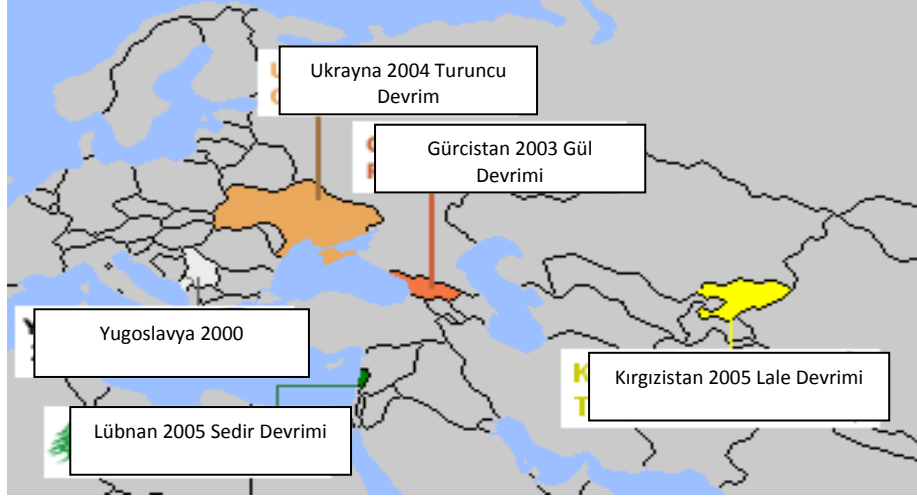 Ukrayna 2004 Turuncu
Devrim
Gürcistan 2003 Gül
Devrimi
Yugoslavya 2000
Kırgızistan 2005 Lale Devrimi
Lübnan 2005 Sedir Devrimi